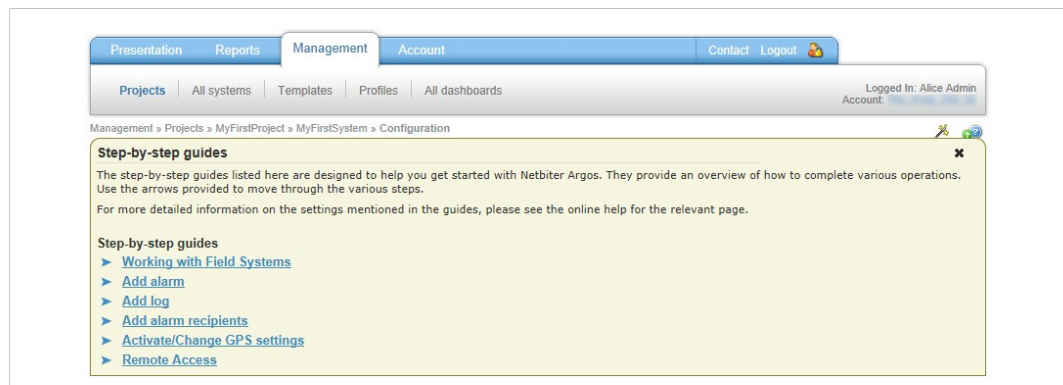 Presentation Reports Management Account Contact Logout
Projects All systems Templates Profiles All dashboards
Logged In: Alice Admin
Account:
Management » Projects » MyFirstProject » MyFirstSystem » Configuration
Step-by-step guides
The step-by-step guides listed here are designed to help you get started with Netbiter Argos. They provide an overview of how to complete various operations.
Use the arrows provided to move through the various steps.
For more detailed information on the settings mentioned in the guides, please see the online help for the relevant page.
Step-by-step guides
Working with Field Systems
Add alarm
Add log
Add alarm recipients
Activate/Change GPS settings
Remote Access